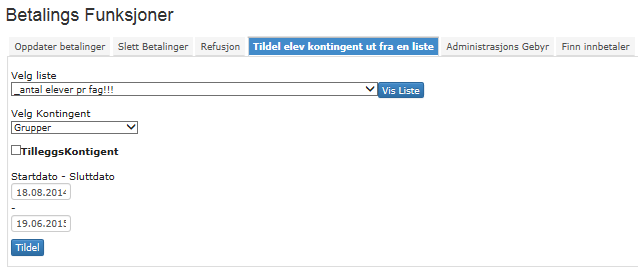 Betalings Funksjoner
Oppdater betalinger Slett Betalinger Refusjon Tildel elev kontingent ut fra en liste Administrasjons Gebyr Finn innbetaler
Velg liste
_antal elever pr fag!!! Vis Liste
Velg Kontingent
Grupper
TilleggsKontigent
Startdato - Sluttdato
18.08.2014
-
19.06.2015
Tildel